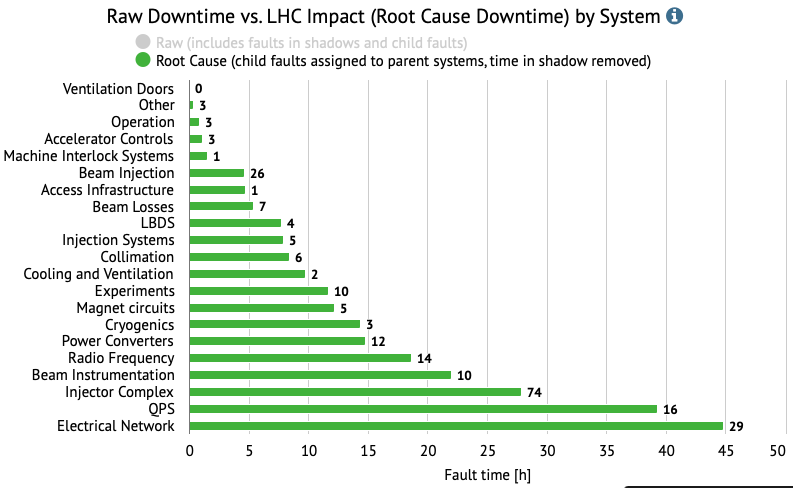 Raw Downtime vs. LHC Impact (Root Cause Downtime) by System i
Raw (includes faults in shadows and child faults)
Root Cause (child faults assigned to parent systems, time in shadow removed)
Ventilation Doors 0
Other 3
Operation 3
Accelerator Controls 3
Machine Interlock Systems 1
Beam Injection 26
Access Infrastructure 1
Beam Losses 7
LBDS 4
Injection Systems 5
Collimation 6
Cooling and Ventilation 2
Experiments 10
Magnet circuits 5
Cryogenics 3
Power Converters 12
Radio Frequency 14
Beam Instrumentation 10
Injector Complex 74
QPS 16
Electrical Network 29
0 5 10 15 20 25 30 35 40 45 50
Fault time [h]